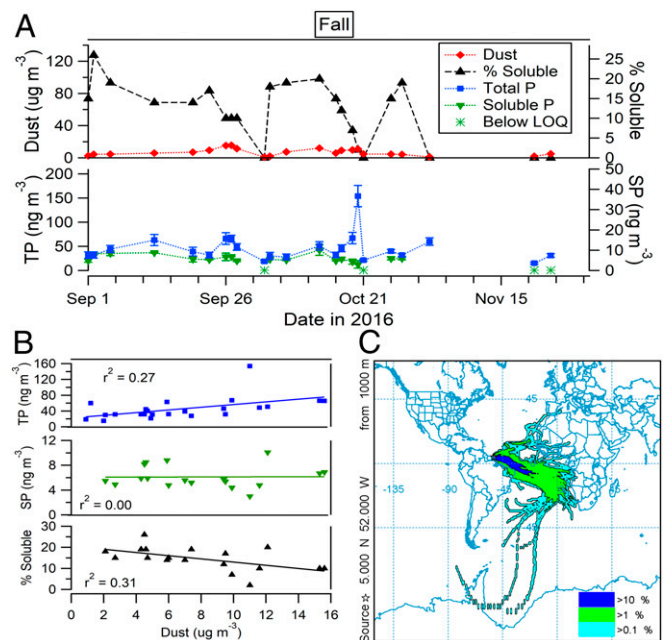 A
Fall
Dust (ug m-3)
120
80
40
0
Dust
% Soluble
Total P
Soluble P
Below LOQ
25
20
15
10
5
0
% Soluble
TP (ng m-3)
200
150
100
50
0
50
40
30
20
10
0
SP (ng m-3)
Sep 1
Sep 26
Oct 21
Nov 15
Date in 2016
B
TP (ng m-3)
160
120
80
40
0
r² = 0.27
SP (ng m-3)
12
8
4
0
r² = 0.00
% Soluble
30
20
10
0
r² = 0.31
0
2
4
6
8
10
12
14
16
Dust (ug m-3)
C
from 1000 m
Source ☆ 5.000 N 52.000 W
-135
-90
-45
45
>10 %
>1 %
>0.1 %